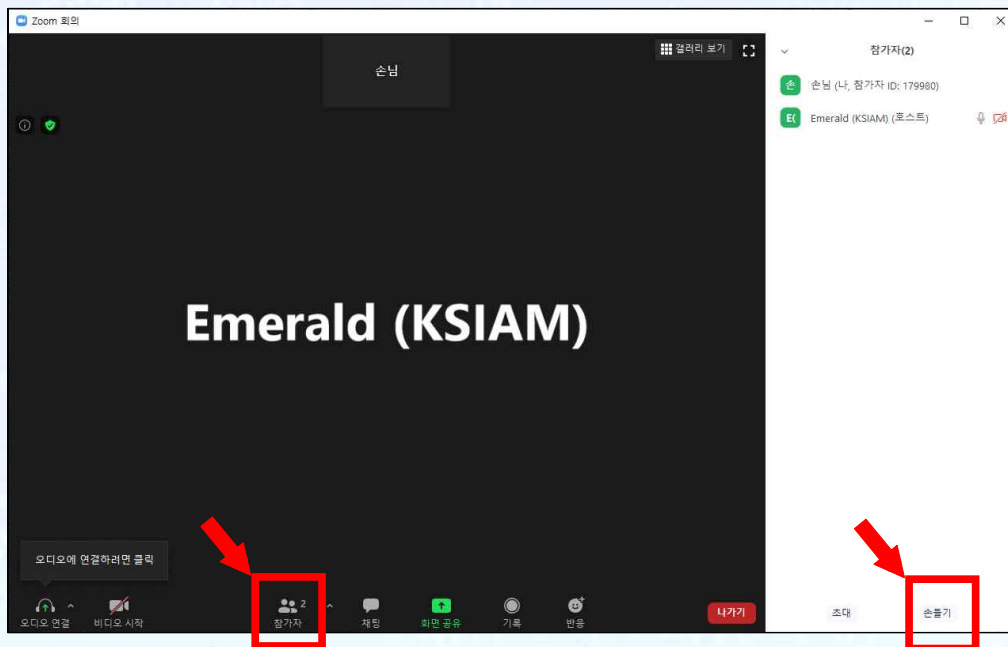 Zoom 회의
손님
갤러리 보기
참가자(2)
손 손님 (나, 참가자 ID: 179980)
E( Emerald (KSIAM) (호스트)
Emerald (KSIAM)
오디오에 연결하려면 클릭
오디오 연결
비디오 시작
2
참가자
채팅
화면 공유
기록
반응
나가기
초대
손들기